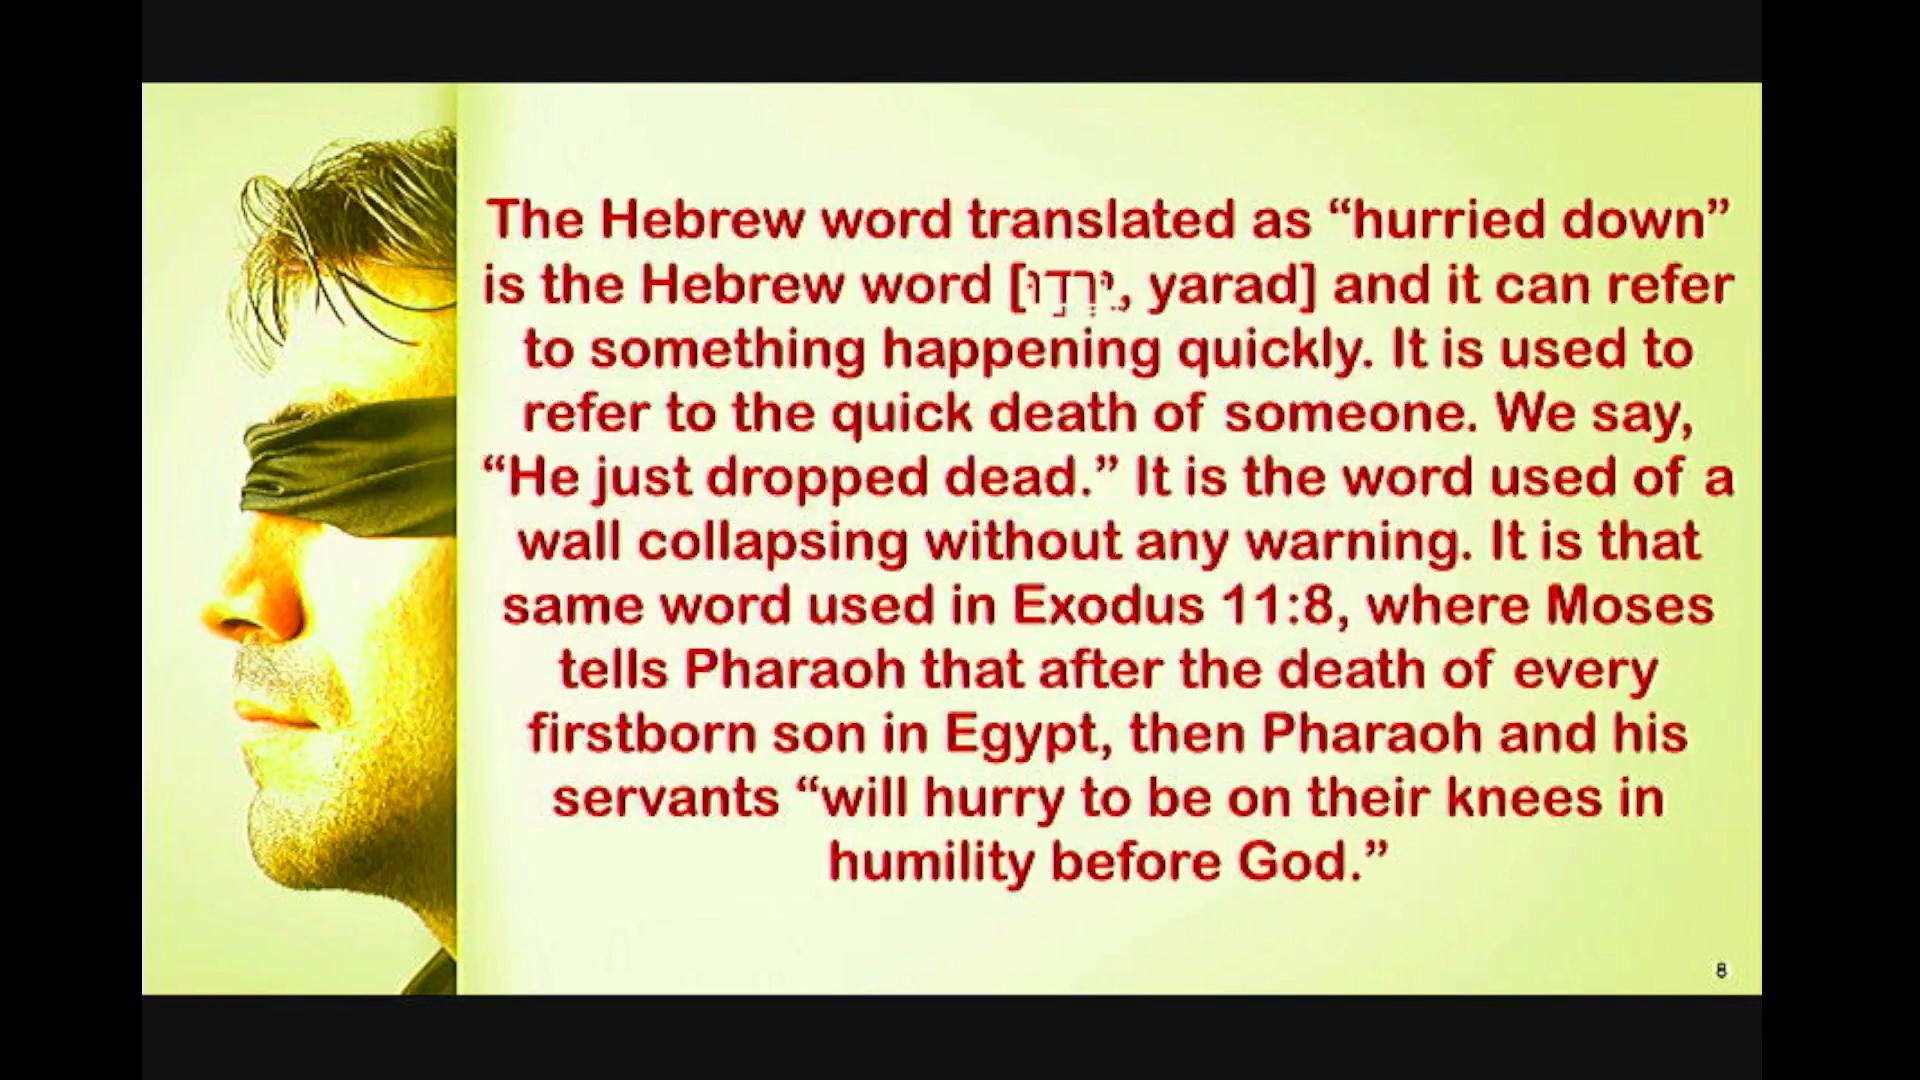 The Hebrew word translated as “hurried down”
is the Hebrew word [יֵּרְד֖וּ, yarad] and it can refer
to something happening quickly. It is used to
refer to the quick death of someone. We say,
“He just dropped dead.” It is the word used of a
wall collapsing without any warning. It is that
same word used in Exodus 11:8, where Moses
tells Pharaoh that after the death of every
firstborn son in Egypt, then Pharaoh and his
servants “will hurry to be on their knees in
humility before God.”
8